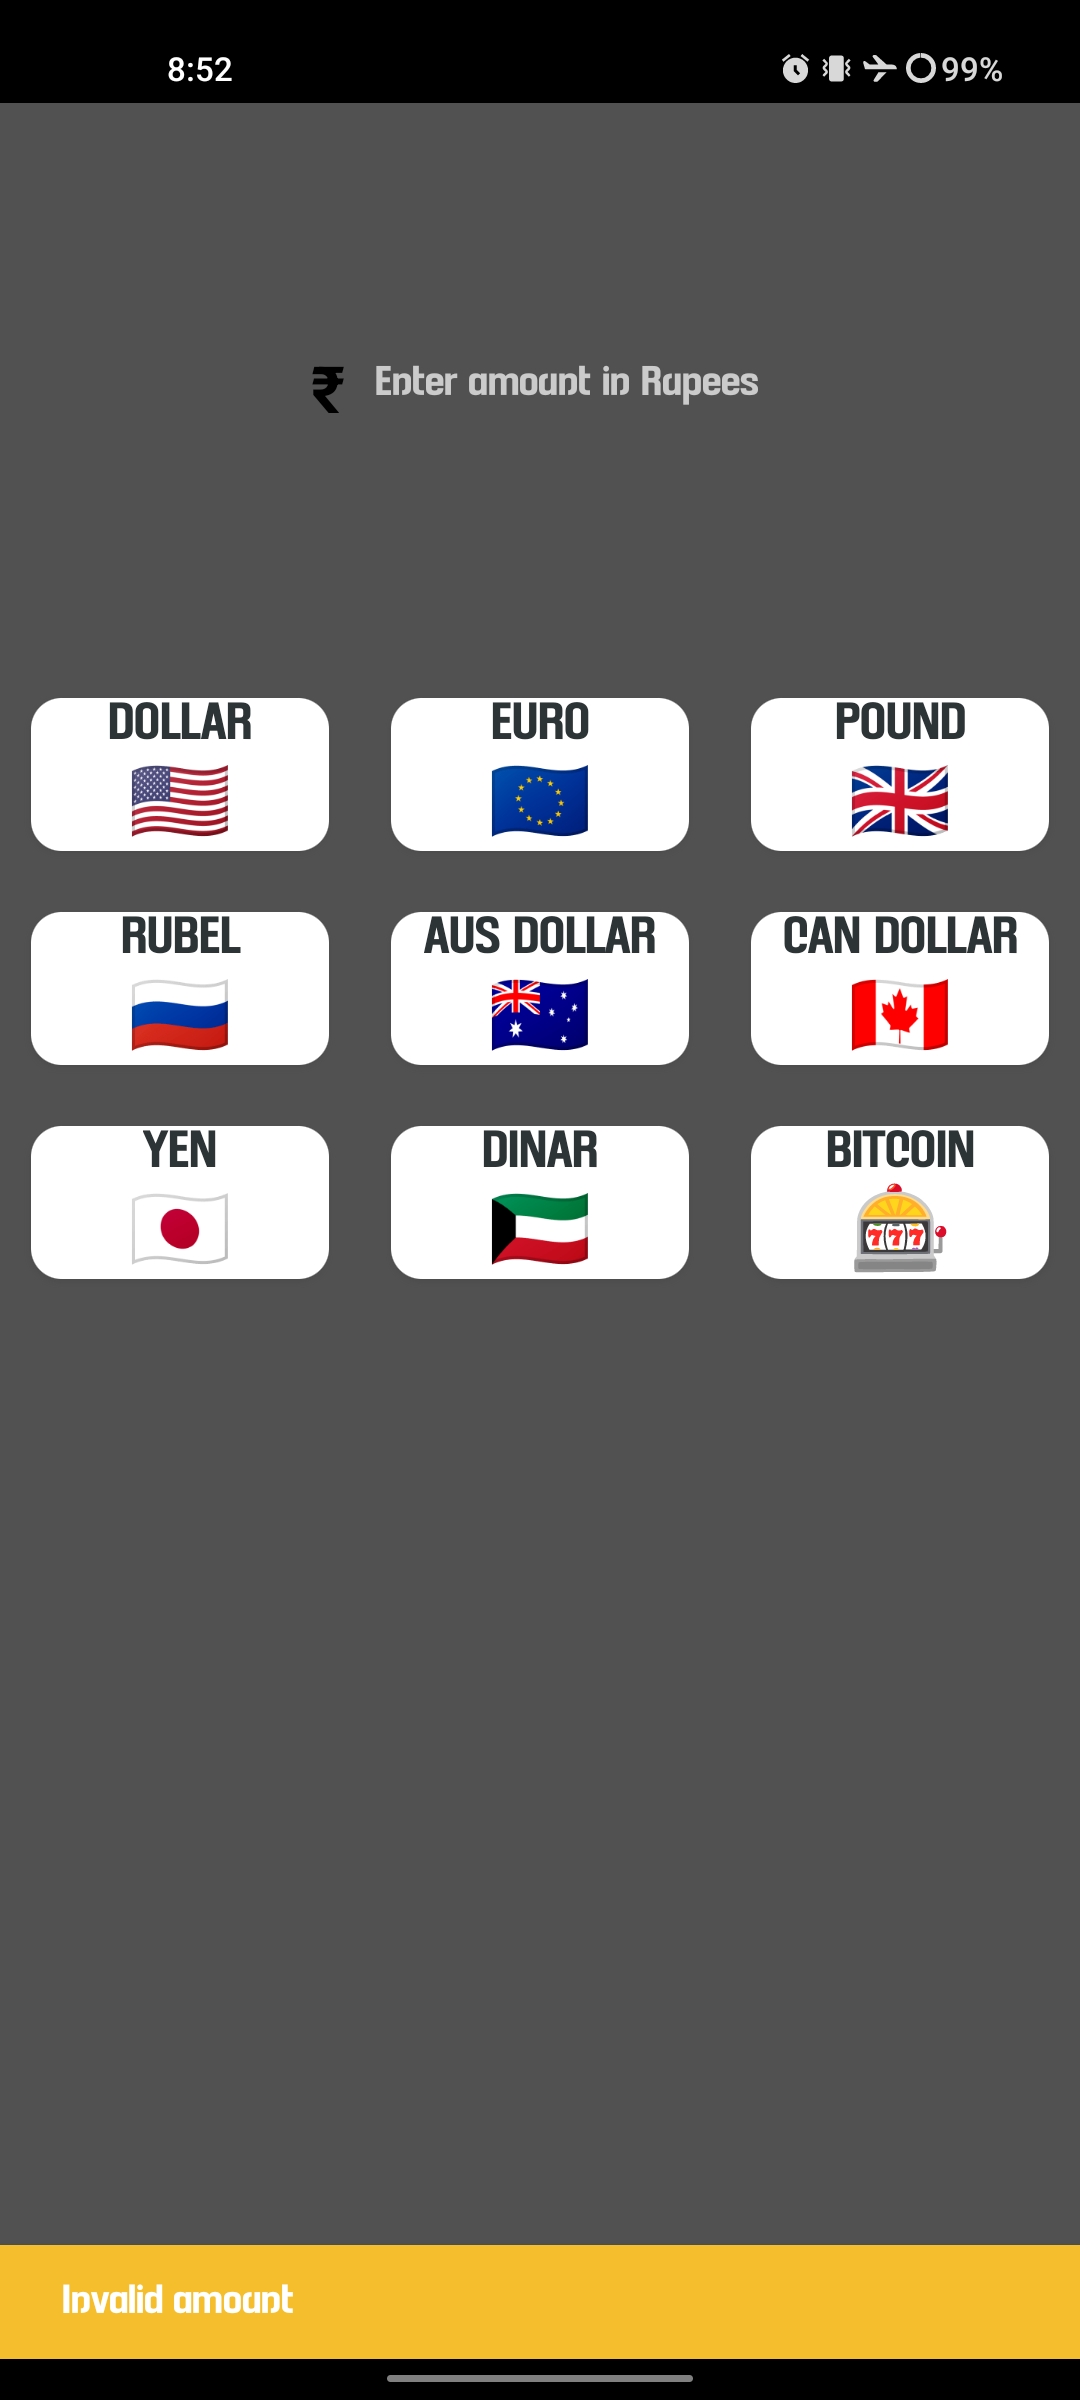 8:52 99%
₹ Enter amount in Rupees
DOLLAR EURO POUND
RUBEL AUS DOLLAR CAN DOLLAR
YEN DINAR BITCOIN
777
Invalid amount